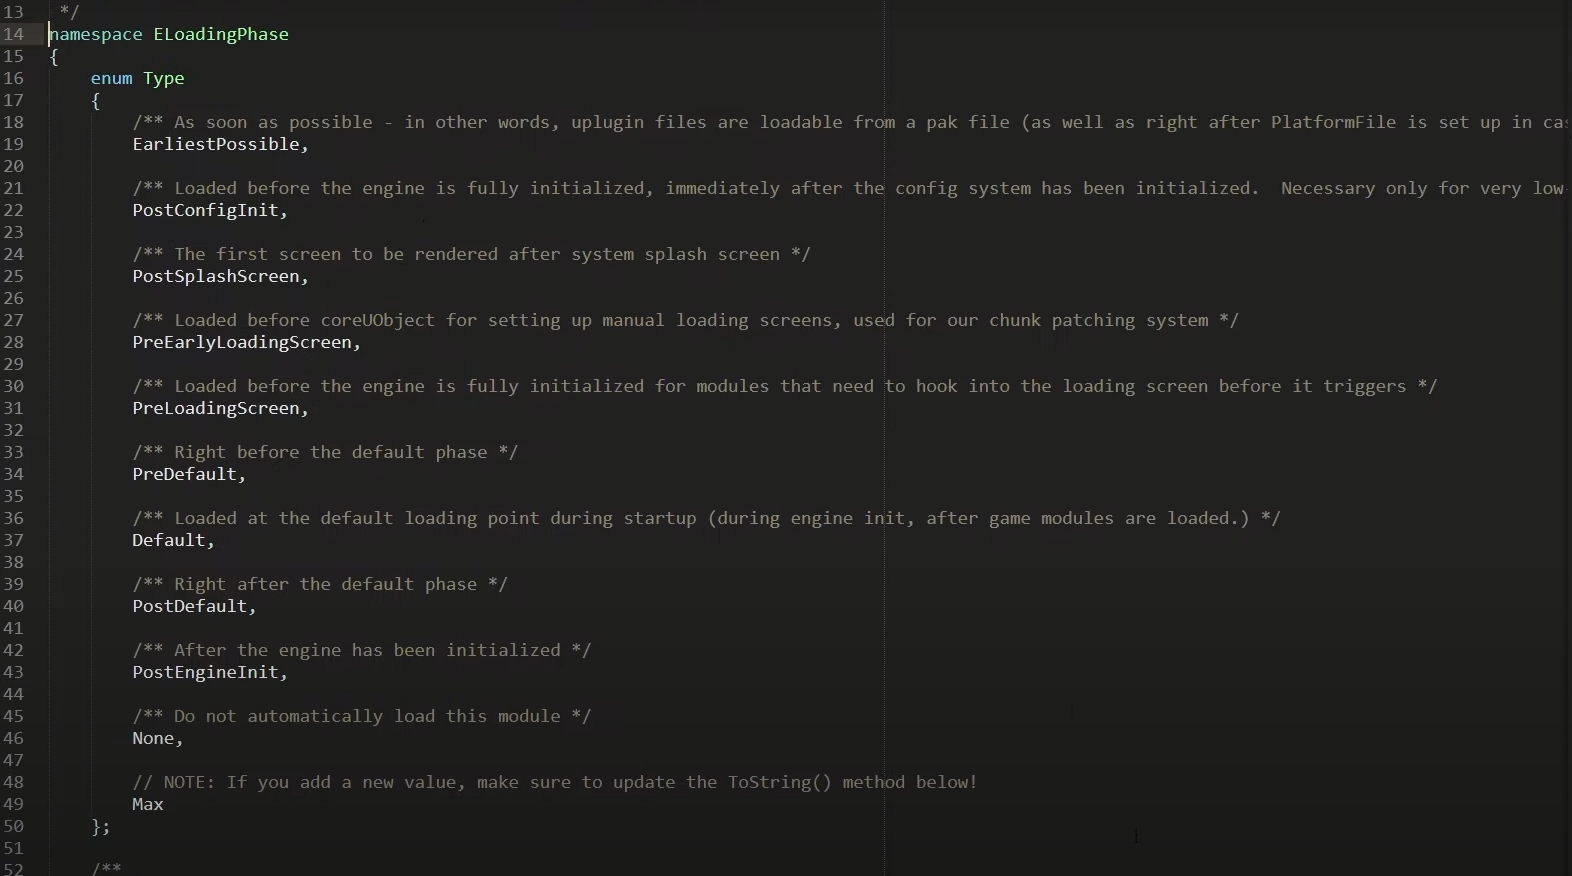 13 */
14 namespace ELoadingPhase
15 {
16 enum Type
17 {
18 /** As soon as possible - in other words, uplugin files are loadable from a pak file (as well as right after PlatformFile is set up in
19 EarliestPossible,
20
21 /** Loaded before the engine is fully initialized, immediately after the config system has been initialized.  Necessary only for very low
22 PostConfigInit,
23
24 /** The first screen to be rendered after system splash screen */
25 PostSplashScreen,
26
27 /** Loaded before coreUObject for setting up manual loading screens, used for our chunk patching system */
28 PreEarlyLoadingScreen,
29
30 /** Loaded before the engine is fully initialized for modules that need to hook into the loading screen before it triggers */
31 PreLoadingScreen,
32
33 /** Right before the default phase */
34 PreDefault,
35
36 /** Loaded at the default loading point during startup (during engine init, after game modules are loaded.) */
37 Default,
38
39 /** Right after the default phase */
40 PostDefault,
41
42 /** After the engine has been initialized */
43 PostEngineInit,
44
45 /** Do not automatically load this module */
46 None,
47
48 // NOTE: If you add a new value, make sure to update the ToString() method below!
49 Max
50 };
51
52 /**